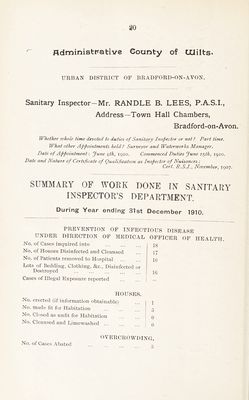 20
Administrative County of Wilts.
URBAN DISTRICT OF BRADFORD-ON-AVON.
Sanitary Inspector—Mr. RANDLE B. LEES, P.A.S.I.,
Address—Town Hall Chambers,
Bradford-on-Avon.
Whether whole time devoted to duties of Sanitary Inspector or not? Part time.
What other Appointments held? Surveyor and Waterworks Manager.
Date of Appointment: June 9th, 1910. Commenced Duties June 25th, 1910.
Date and Nature of Certificate of Qualification as Inspector of Nuisances:
Cert. R.S.I., November, 1907.
SUMMARY OF WORK DONE IN SANITARY
INSPECTOR'S DEPARTMENT.
During Year ending 31st December 1910.
PREVENTION OF INFECTIOUS DISEASE
UNDER DIRECTION OF MEDICAL OFFICER OF HEALTH.
No. of Cases inquired into ... ... ... 18
No. of Houses Disinfected and Cleansed ... ... 17
No. of Patients removed to Hospital ... ... 16
Lots of Bedding, Clothing, &c., Disinfected or
Destroyed ... ... ... ... 16
Cases of Illegal Exposure reported ... ... —
HOUSES.
No. erected (if information obtainable) ... ... 1
No. made fit for Habitation ... ... ... 5
No. Closed as unfit for Habitation ... ... 0
No. Cleansed and Limewashed ... ... ... 6
OVERCROWDING.
No. of Cases Abated ... ... ... 5